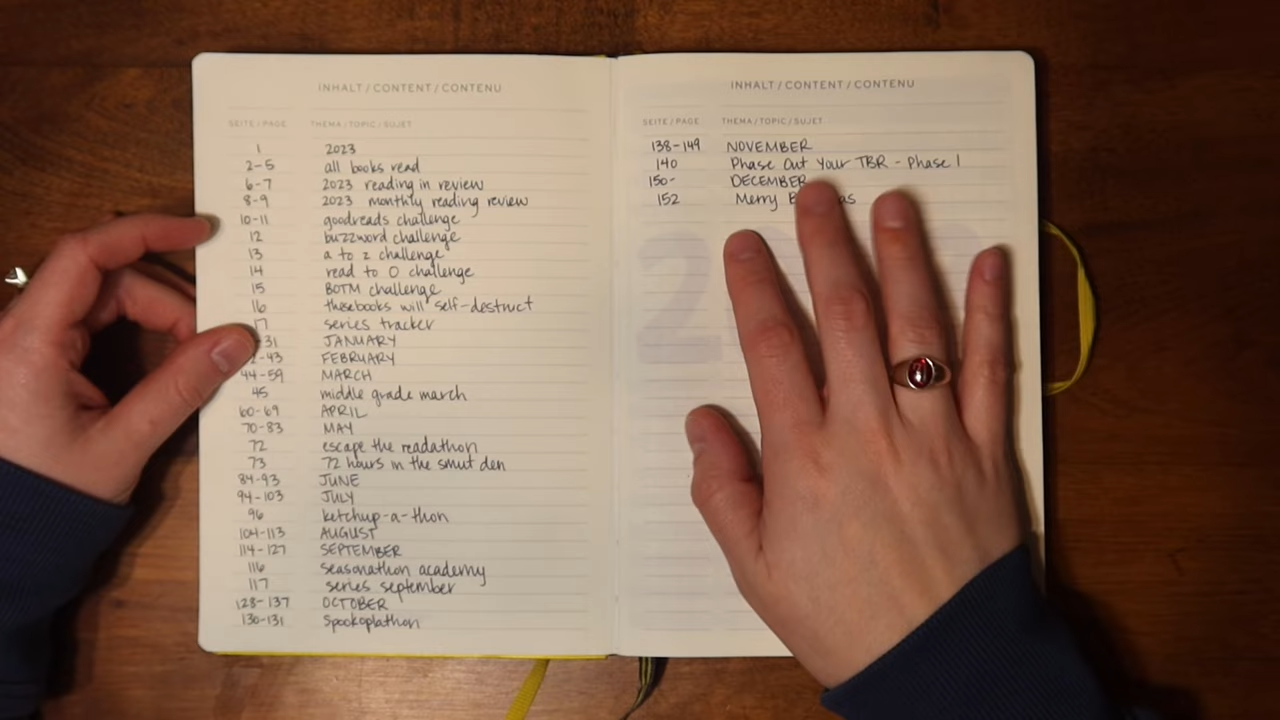 INHALT / CONTENT / CONTENU
SEITE / PAGE THEMA / TOPIC / SUJET
1 2023
2-5 all books read
6-7 2023 reading in review
8-9 2023 monthly reading review
10-11 goodreads challenge
12 buzzword challenge
13 a to z challenge
14 read to 0 challenge
15 BOTM challenge
16 these books will self-destruct
17 series tracker
31 JANUARY
-43 FEBRUARY
44-59 MARCH
45 middle grade march
60-69 APRIL
70-83 MAY
72 escape the readathon
73 72 hours in the smut den
84-93 JUNE
94-103 JULY
96 ketchup-a-thon
104-113 AUGUST
114-127 SEPTEMBER
116 seasonathon academy
117 series september
128-137 OCTOBER
130-131 Spookoplathon
INHALT / CONTENT / CONTENU
SEITE / PAGE THEMA / TOPIC / SUJET
138-149 NOVEMBER
140 Phase Out Your TBR - Phase 1
150- DECEMBER
152 Merry